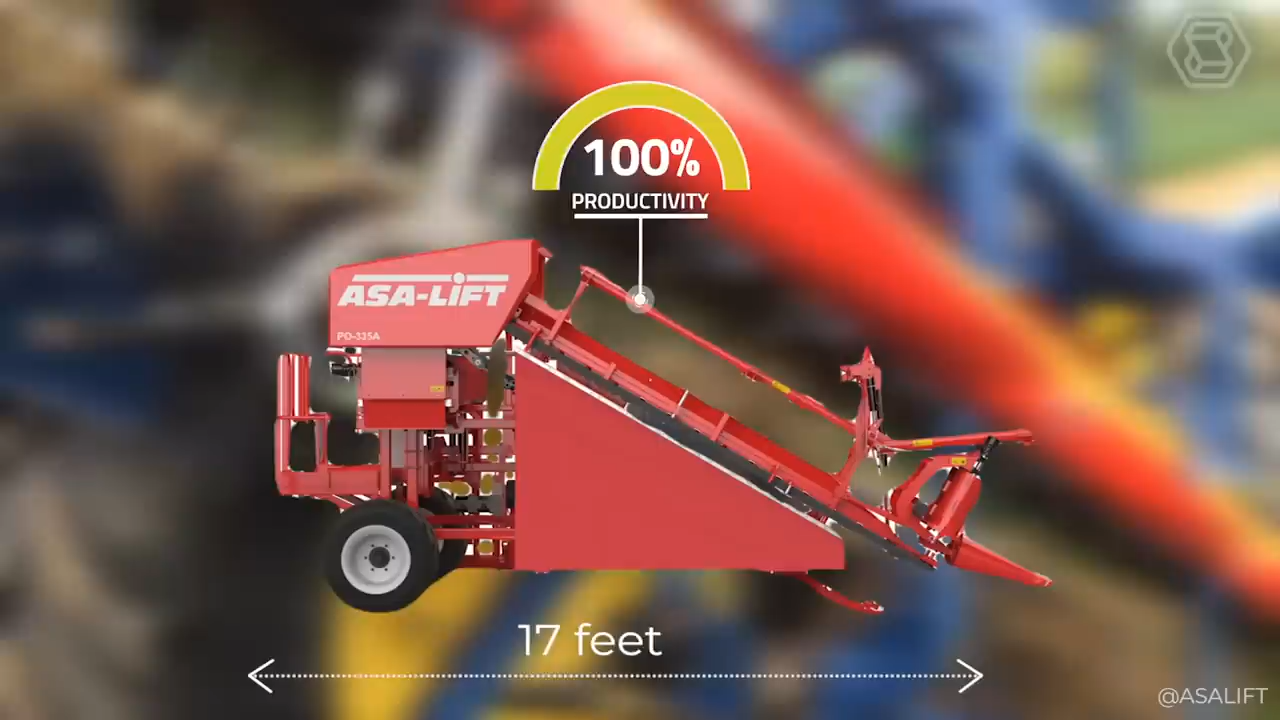 100%
PRODUCTIVITY
ASA-LIFT
PO-335A
17 feet
@ASALIFT